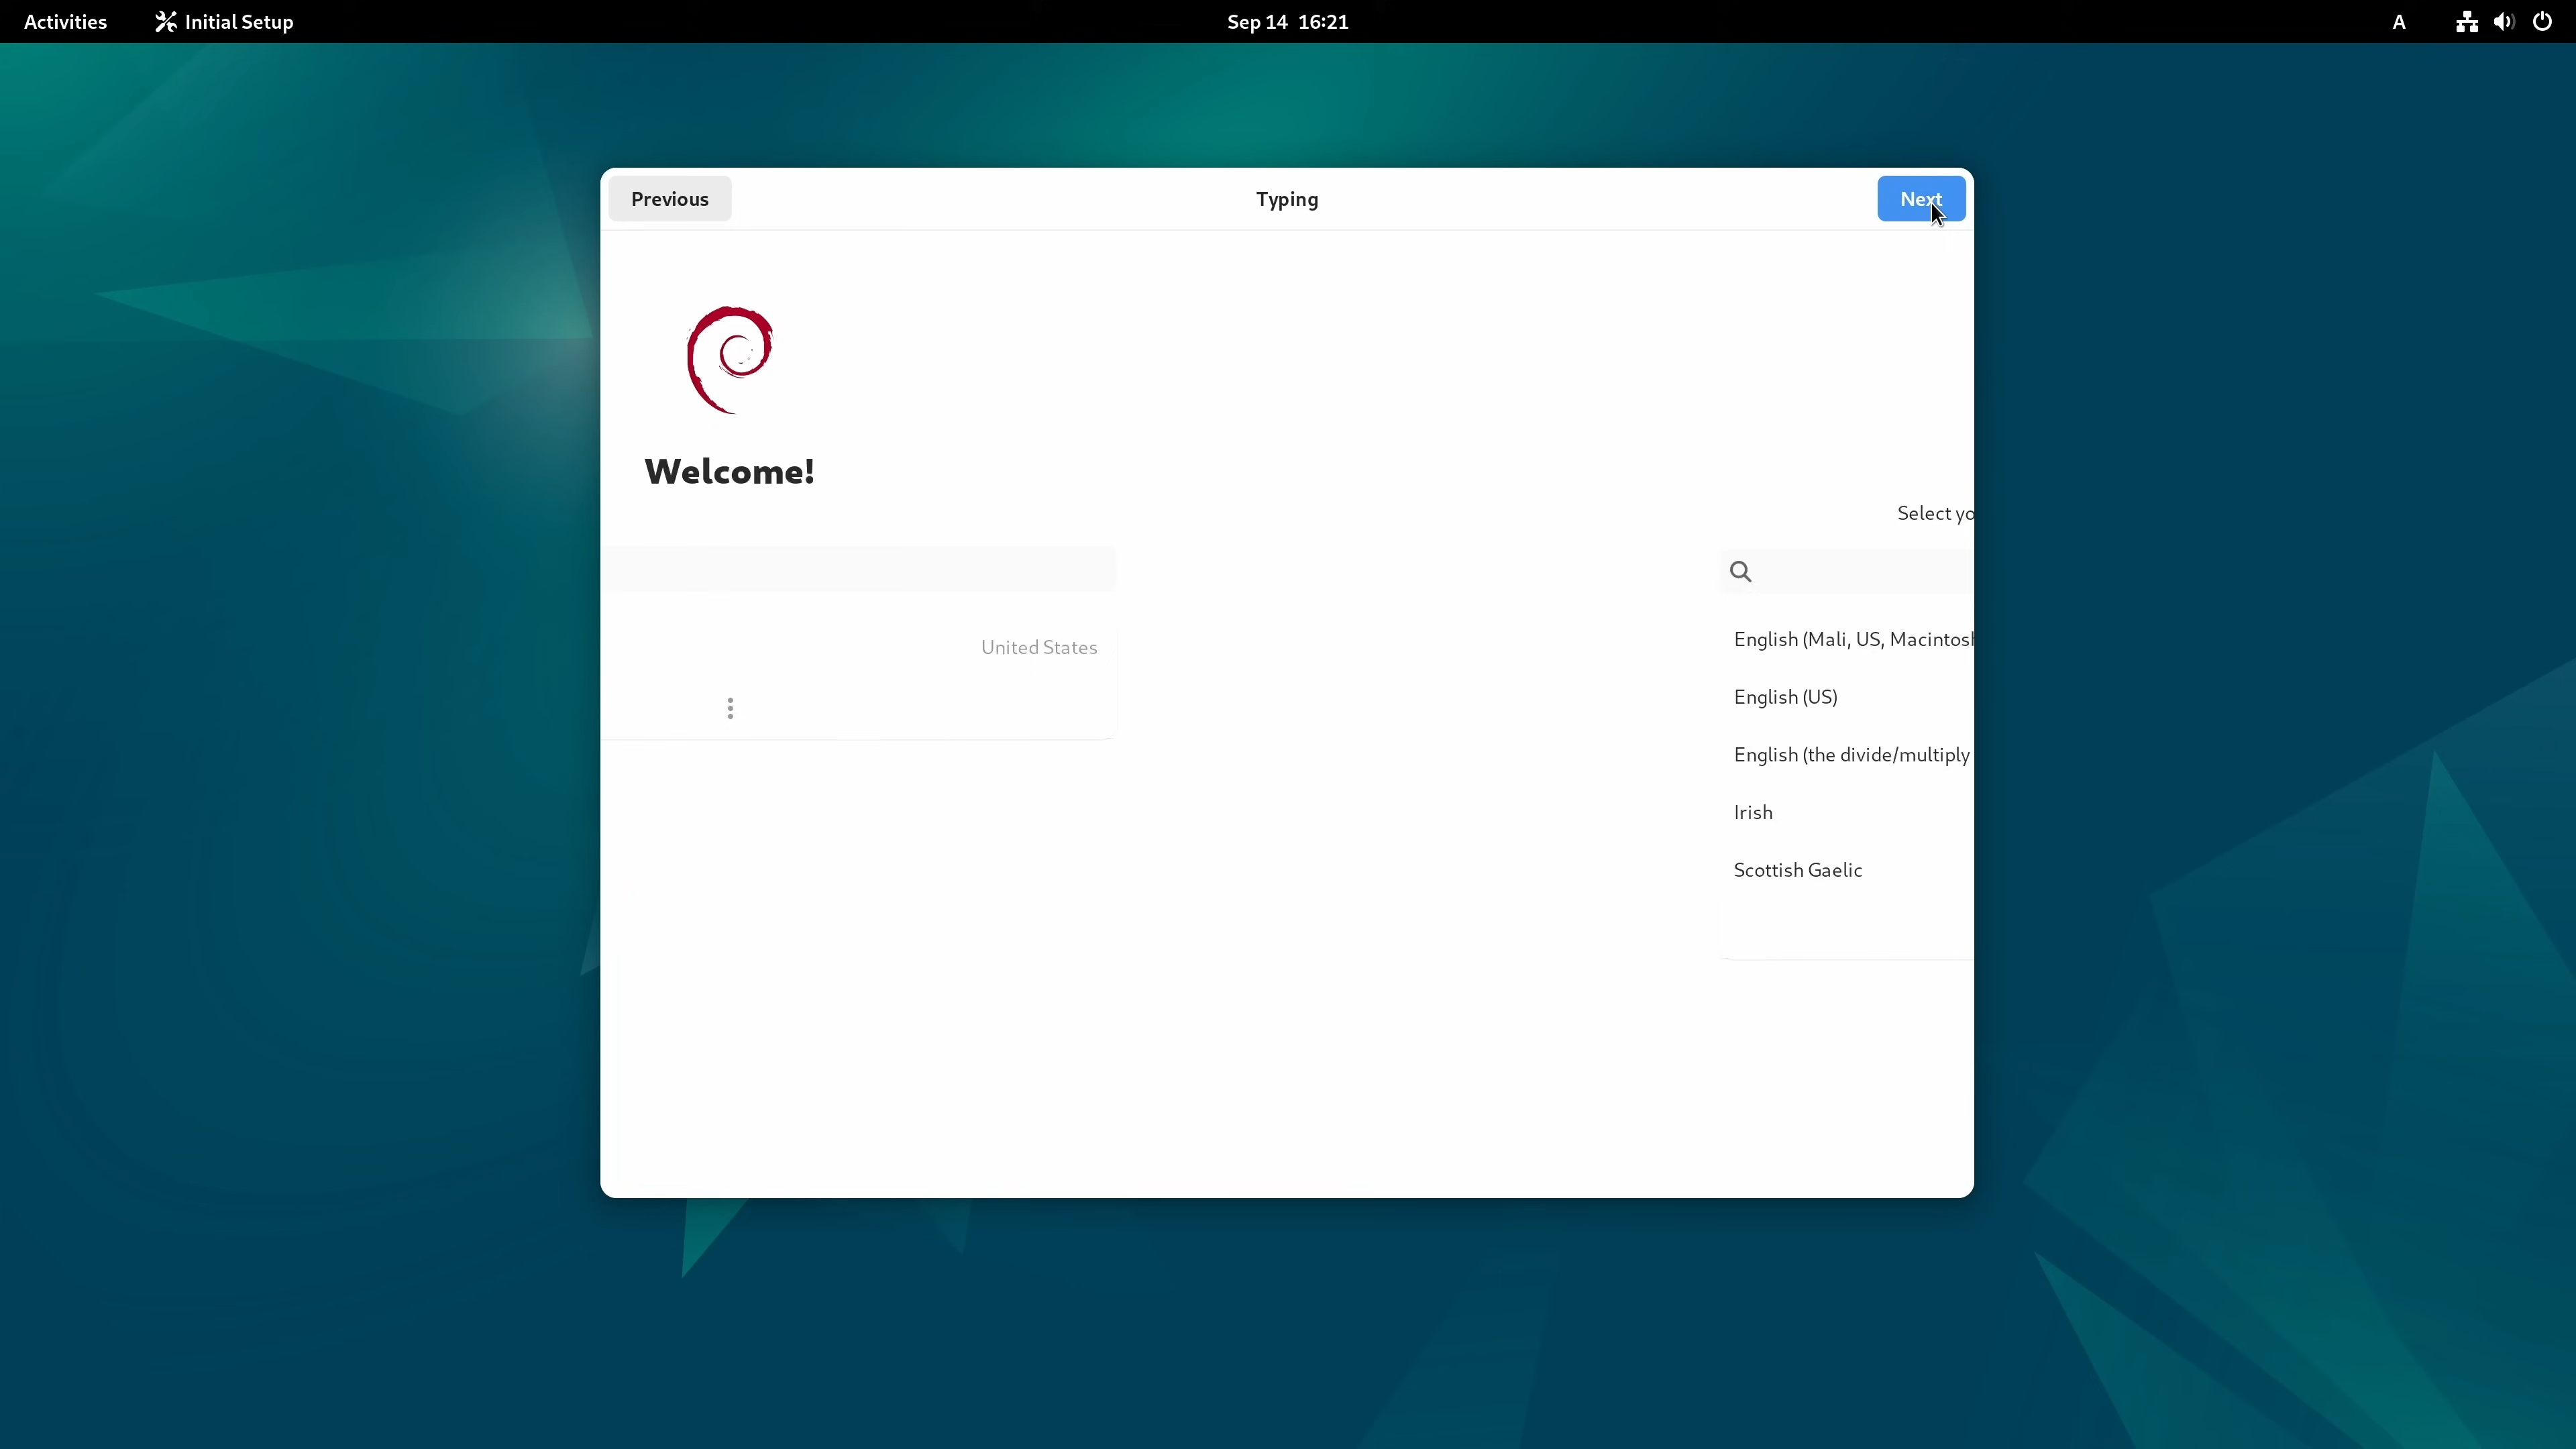 Activities
Initial Setup
Sep 14 16:21
A
Previous
Typing
Next
Welcome!
United States
Select yo
English (Mali, US, Macintosh
English (US)
English (the divide/multiply
Irish
Scottish Gaelic